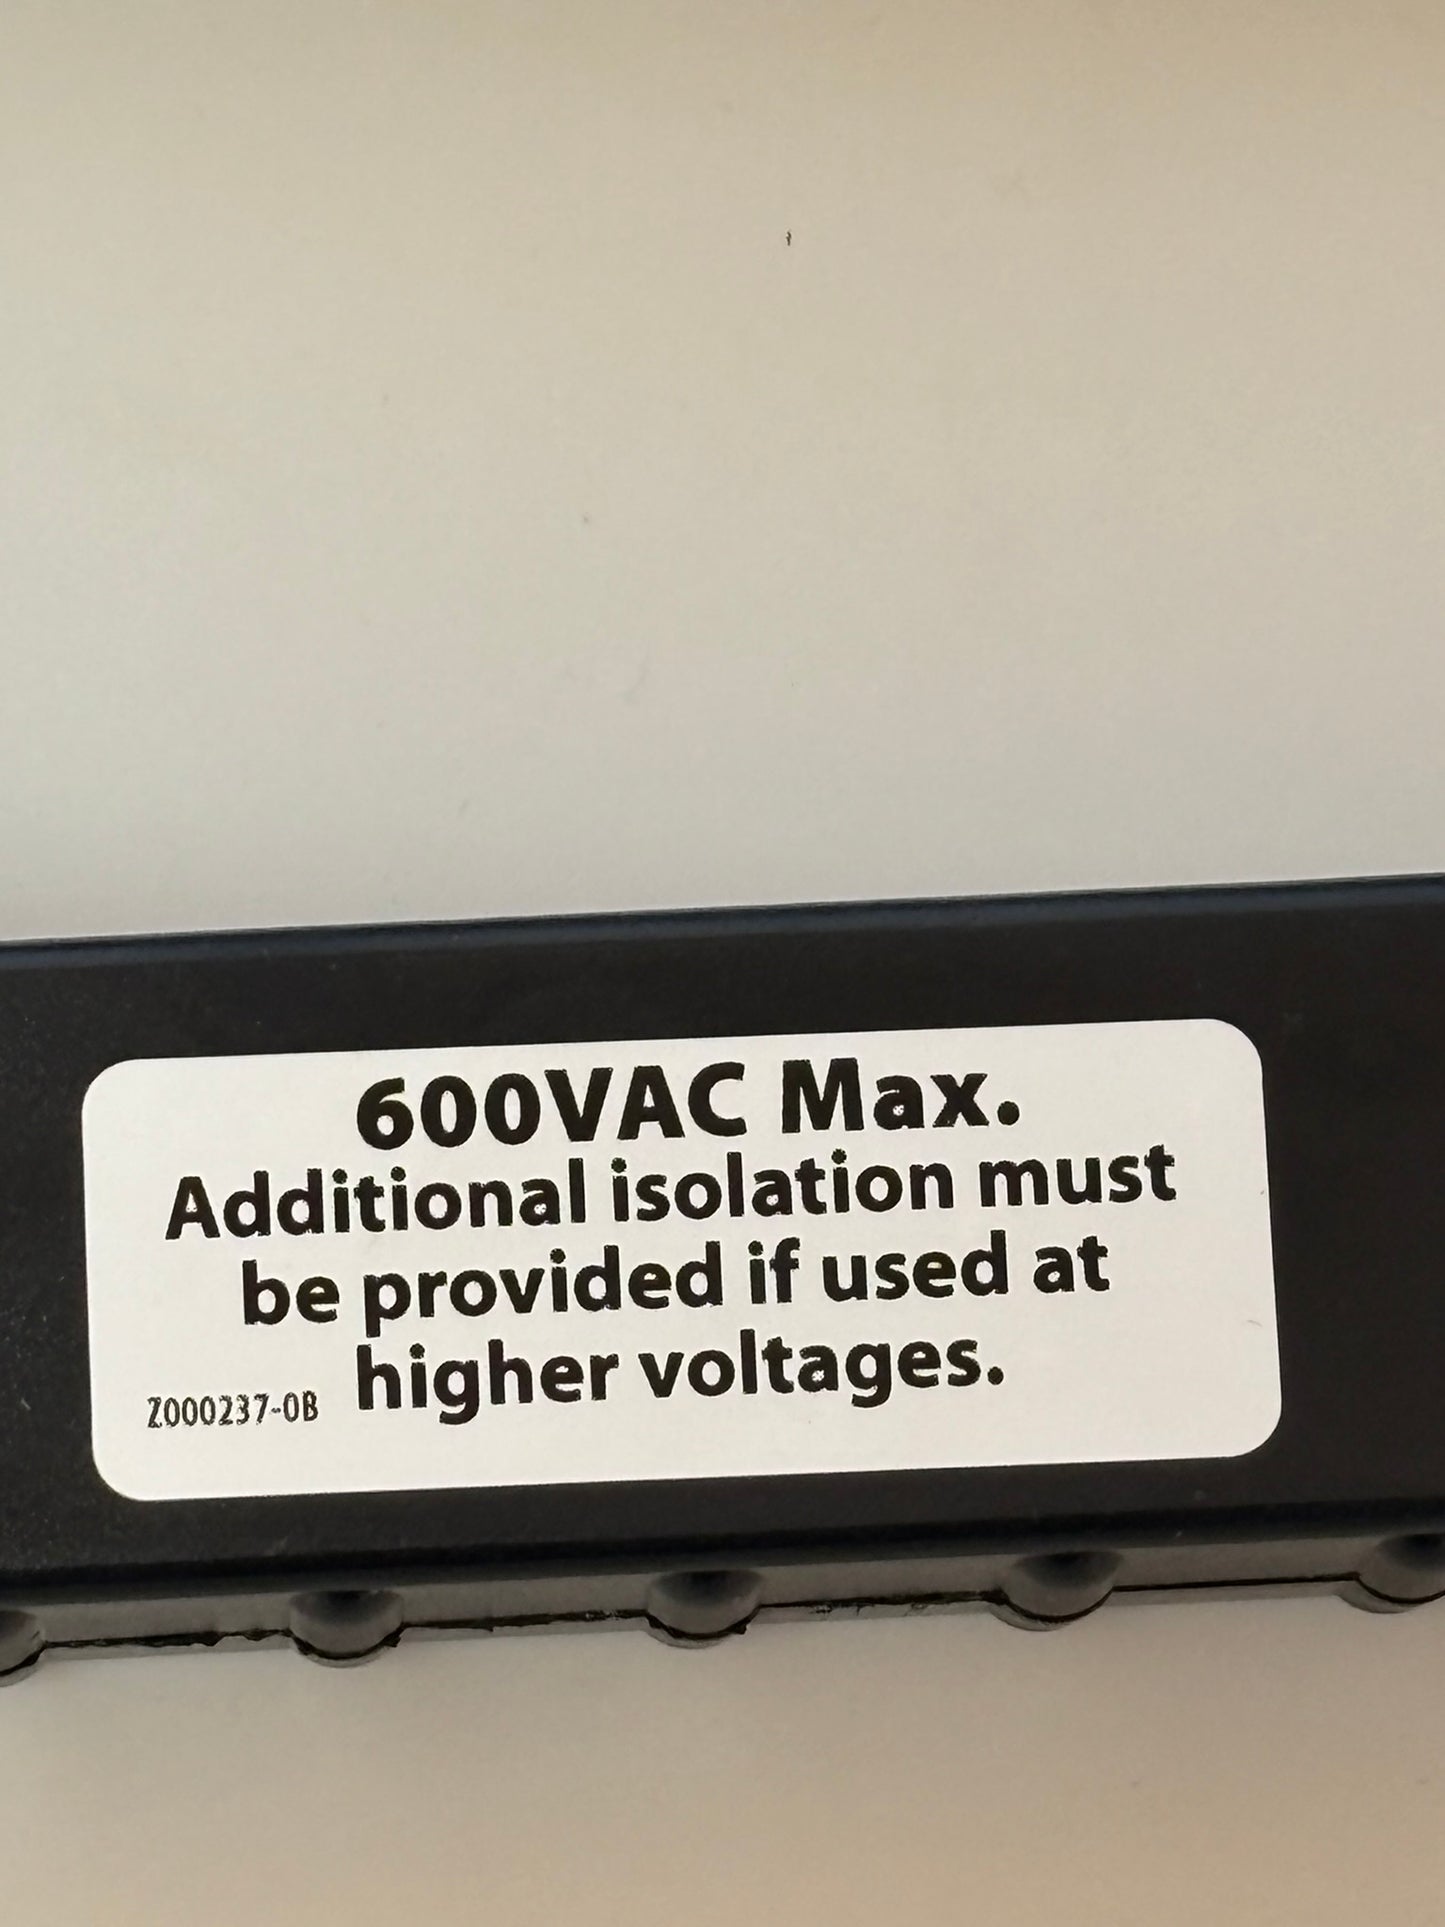 600VAC Max.
Additional isolation must
be provided if used at
higher voltages.
Z000237-0B